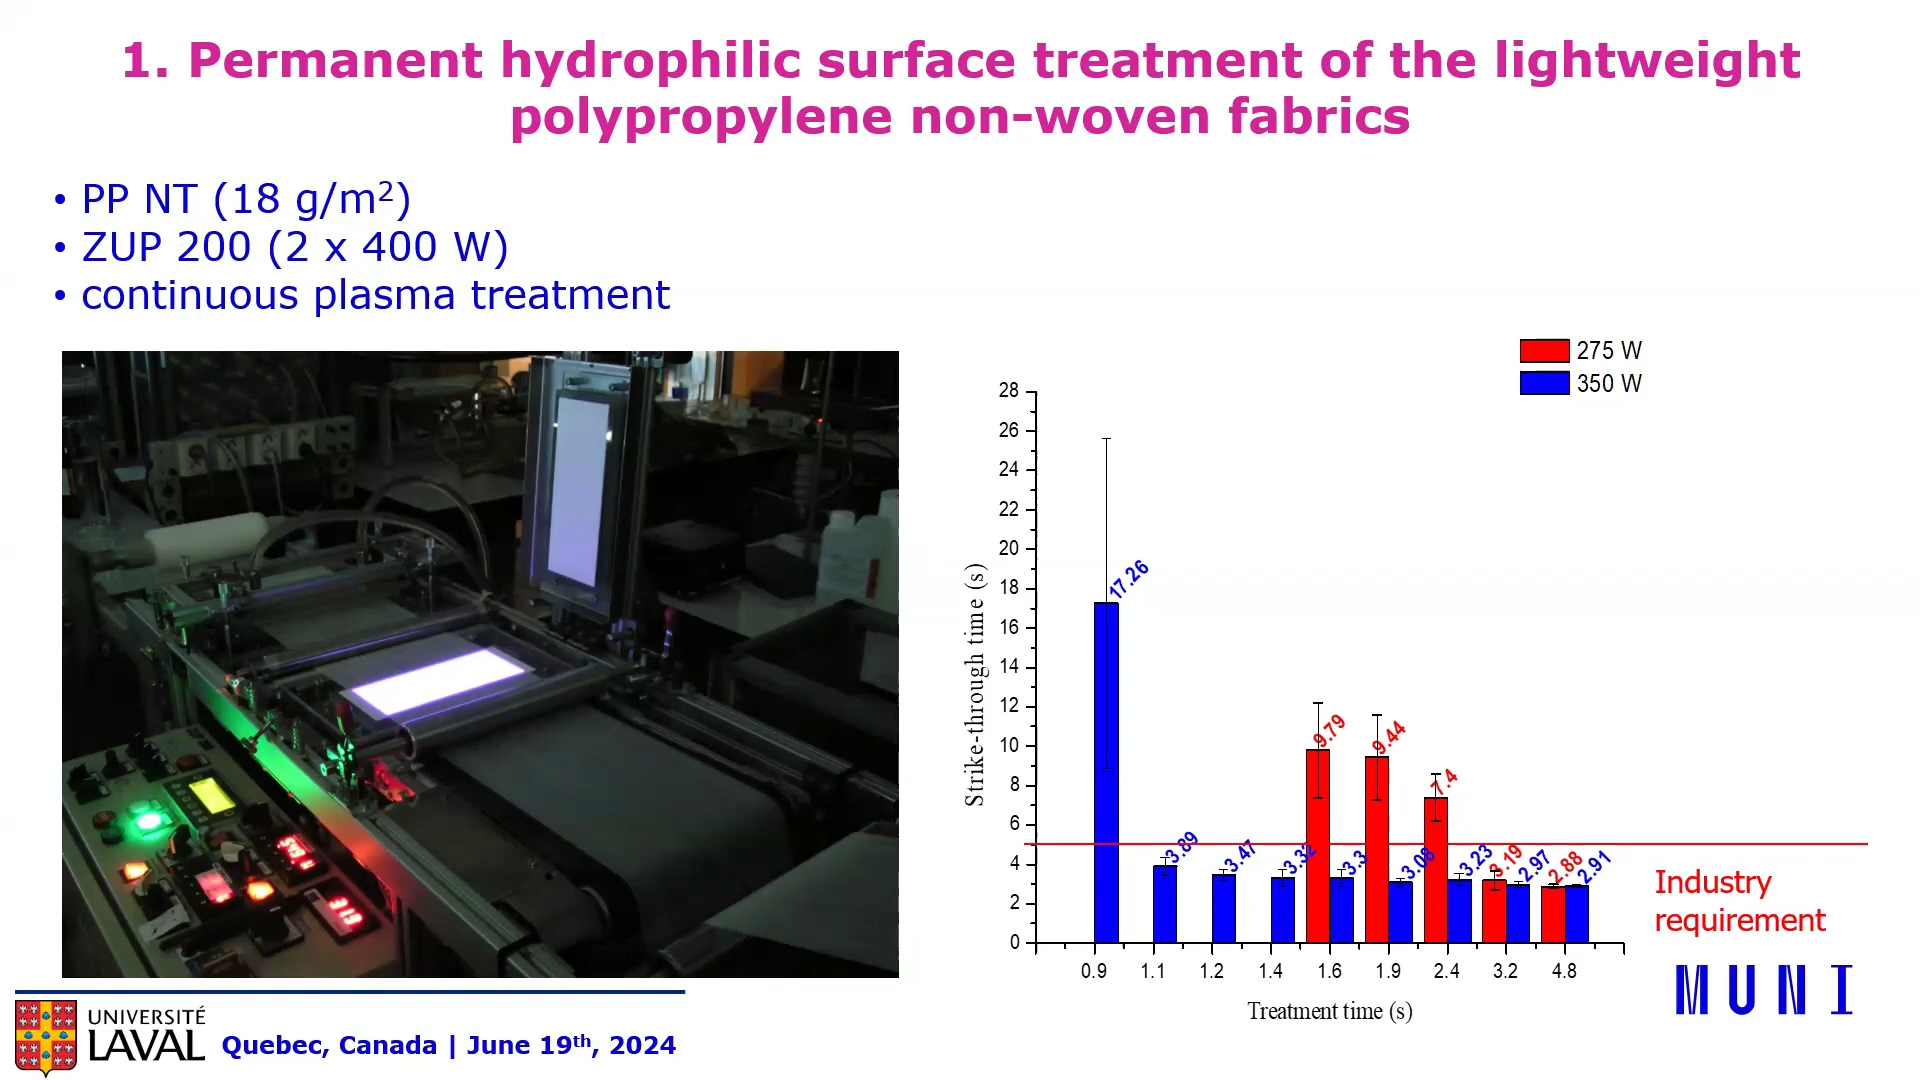 1. Permanent hydrophilic surface treatment of the lightweight
polypropylene non-woven fabrics
• PP NT (18 g/m²)
• ZUP 200 (2 x 400 W)
• continuous plasma treatment
275 W
350 W
28
26
24
22
20
18
16
14
12
10
8
6
4
2
0
Strike-through time (s)
17.26
3.89
3.47
3.32
9.79
3.3
9.44
3.08
7.4
3.23
3.19
2.97
2.88
2.91
0.9 1.1 1.2 1.4 1.6 1.9 2.4 3.2 4.8
Treatment time (s)
Industry
requirement
MUNI
UNIVERSITÉ
LAVAL
Quebec, Canada | June 19th, 2024